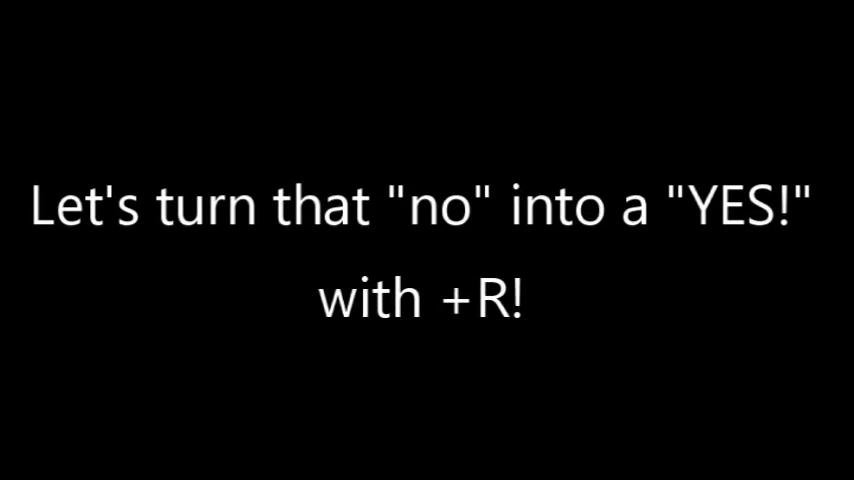 Let's turn that "no" into a "YES!"
with +R!